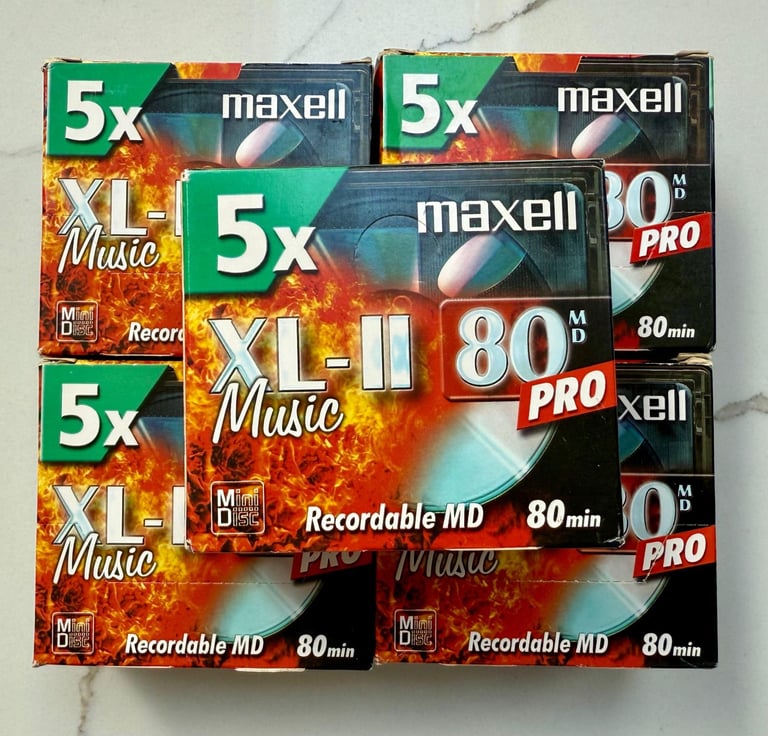 5x
maxell
XL-I
Music
Mini
Disc
Record
5x
maxell
80 MD
PRO
80min
5x
maxell
XL-II
80 MD
Music
PRO
Mini
Disc
Recordable MD
80min
5x
XL-I
Music
PRO
Mini
Disc
Recordable MD
80min
xell
80 MD
PRO
Music
Mini
Disc
Recordable MD
80min